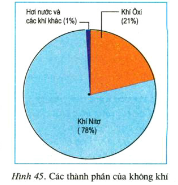 Hơi nước và
các khí khác (1%)
Khí Ôxi
(21%)
Khí Nitơ
( 78%)
Hình 45. Các thành phần của không khí